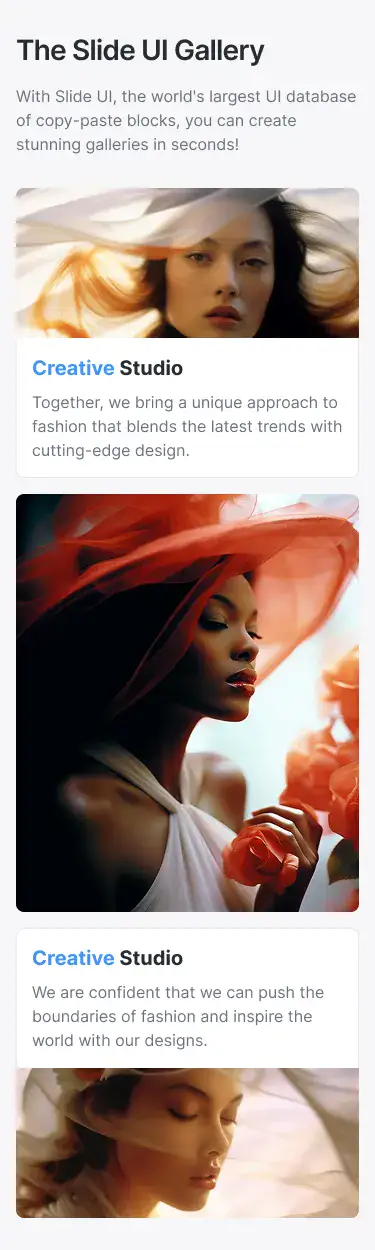 The Slide UI Gallery
With Slide UI, the world's largest UI database
of copy-paste blocks, you can create
stunning galleries in seconds!
Creative Studio
Together, we bring a unique approach to
fashion that blends the latest trends with
cutting-edge design.
Creative Studio
We are confident that we can push the
boundaries of fashion and inspire the
world with our designs.